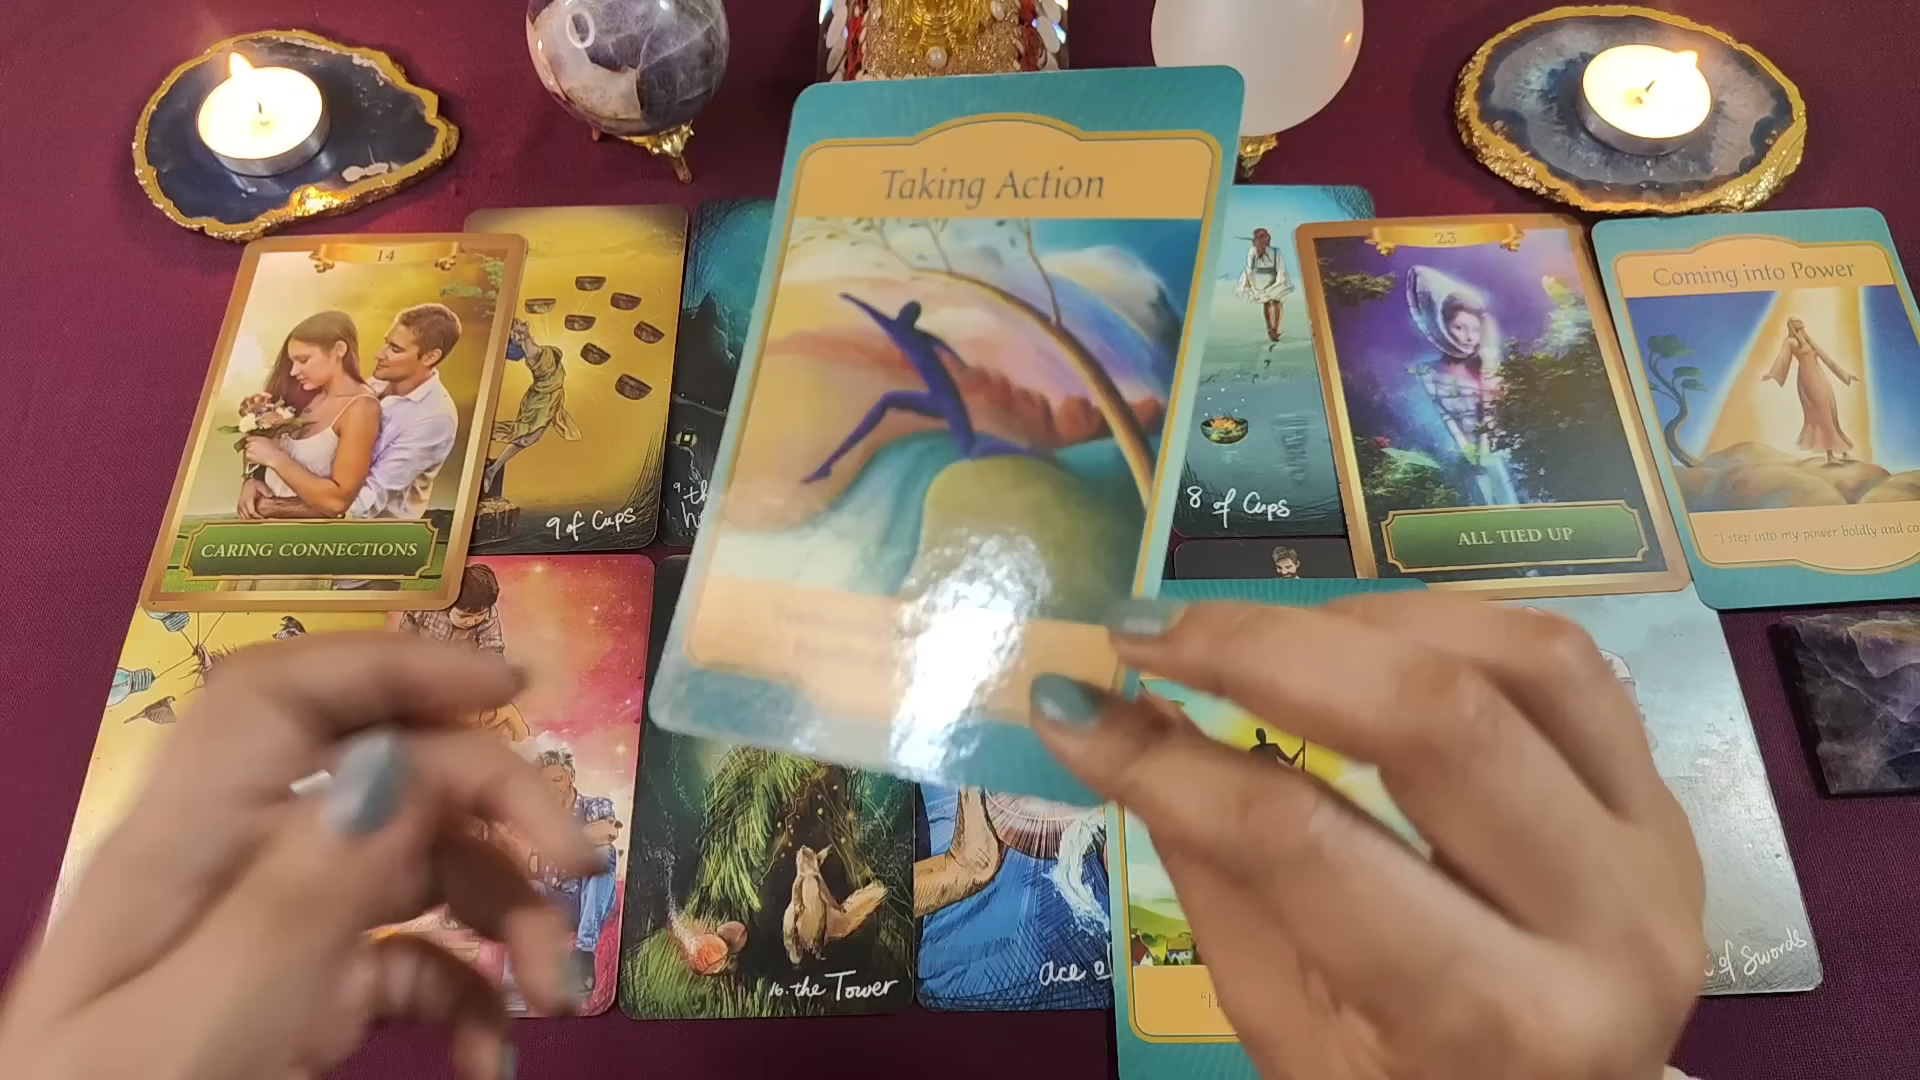 Taking Action
14
CARING CONNECTIONS
9 of Cups
8 of Cups
23
ALL TIED UP
Coming into Power
"I step into my power boldly and co
16. the Tower
ace o
of Swords